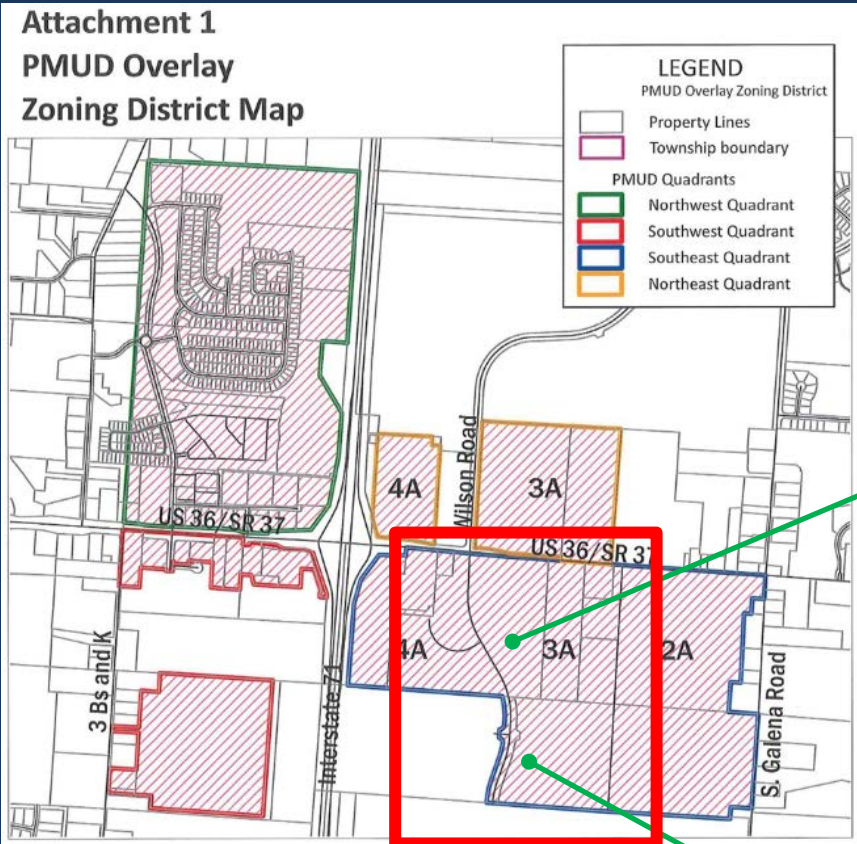 Attachment 1
PMUD Overlay
Zoning District Map
LEGEND
PMUD Overlay Zoning District
Property Lines
Township boundary
PMUD Quadrants
Northwest Quadrant
Southwest Quadrant
Southeast Quadrant
Northeast Quadrant
4A
Wilson Road
3A
US 36/SR 37
US 36/SR 37
4A
3A
2A
3 Bs and K
Interstate 71
S. Galena Road